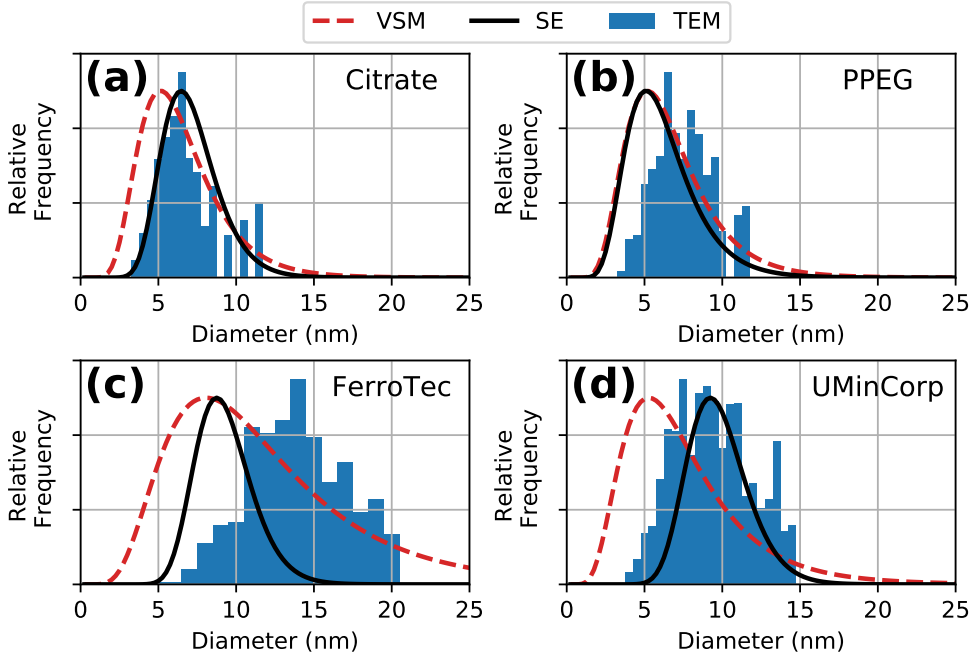 VSM SE TEM
(a) Citrate
Relative
Frequency
0 5 10 15 20 25
Diameter (nm)
(b) PPEG
Relative
Frequency
0 5 10 15 20 25
Diameter (nm)
(c) FerroTec
Relative
Frequency
0 5 10 15 20 25
Diameter (nm)
(d) UMinCorp
Relative
Frequency
0 5 10 15 20 25
Diameter (nm)